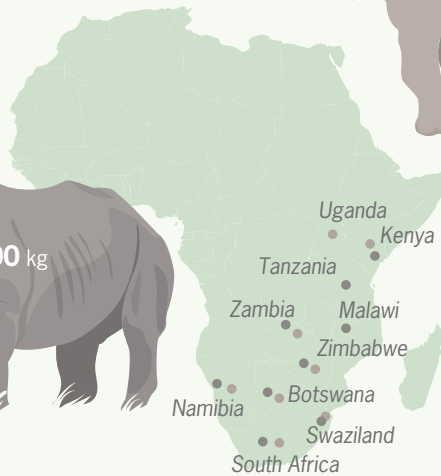 Uganda
Kenya
00 kg
Tanzania
Zambia
Malawi
Zimbabwe
Botswana
Namibia
Swaziland
South Africa